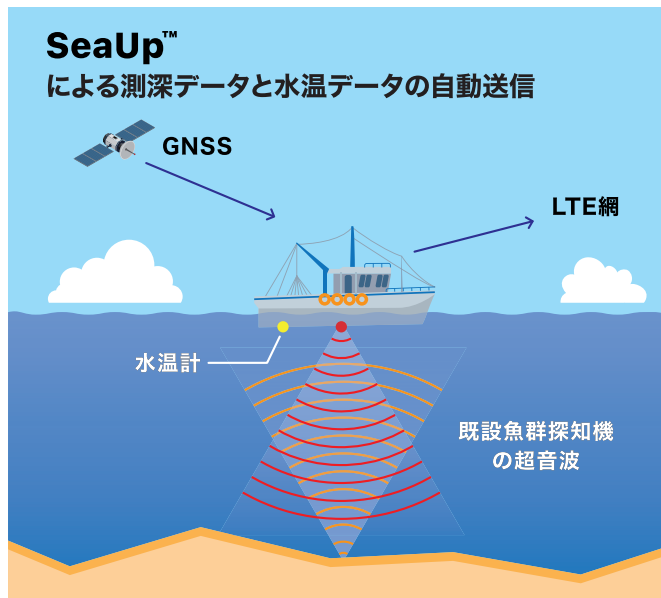 SeaUp™
による測深データと水温データの自動送信
GNSS
LTE網
水温計
既設魚群探知機
の超音波